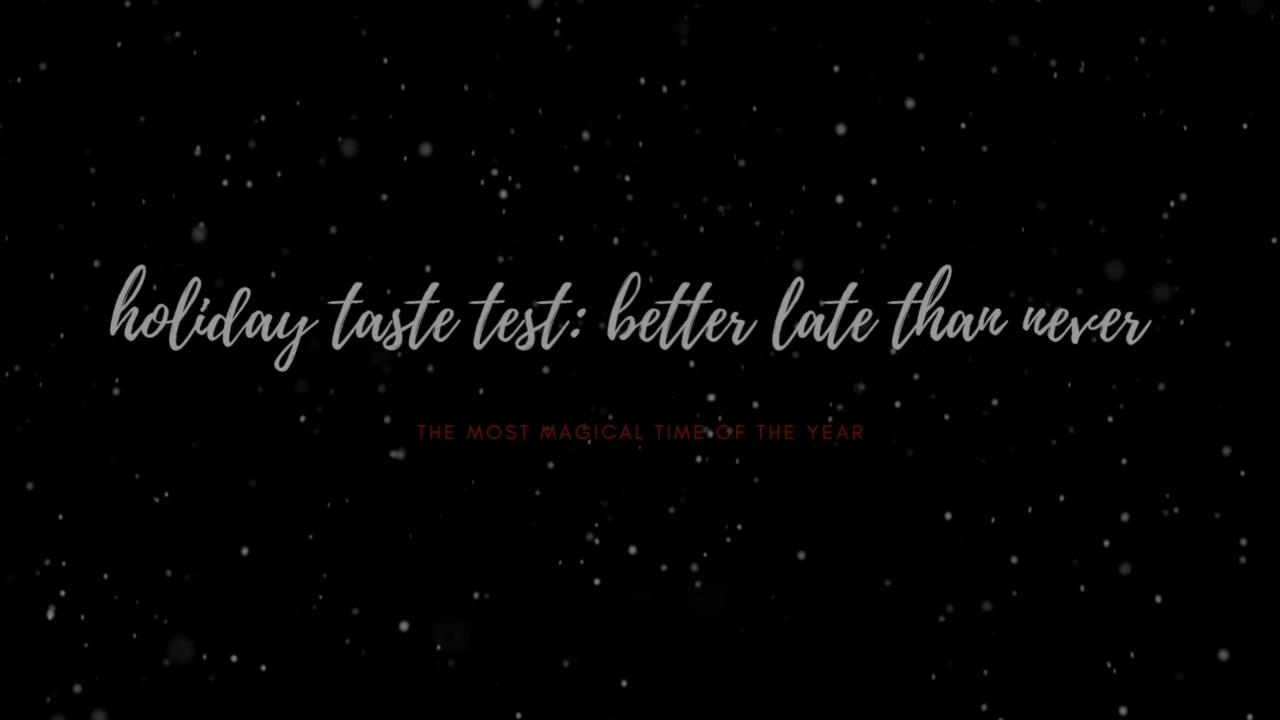 holiday taste test: better late than never
THE MOST MAGICAL TIME OF THE YEAR